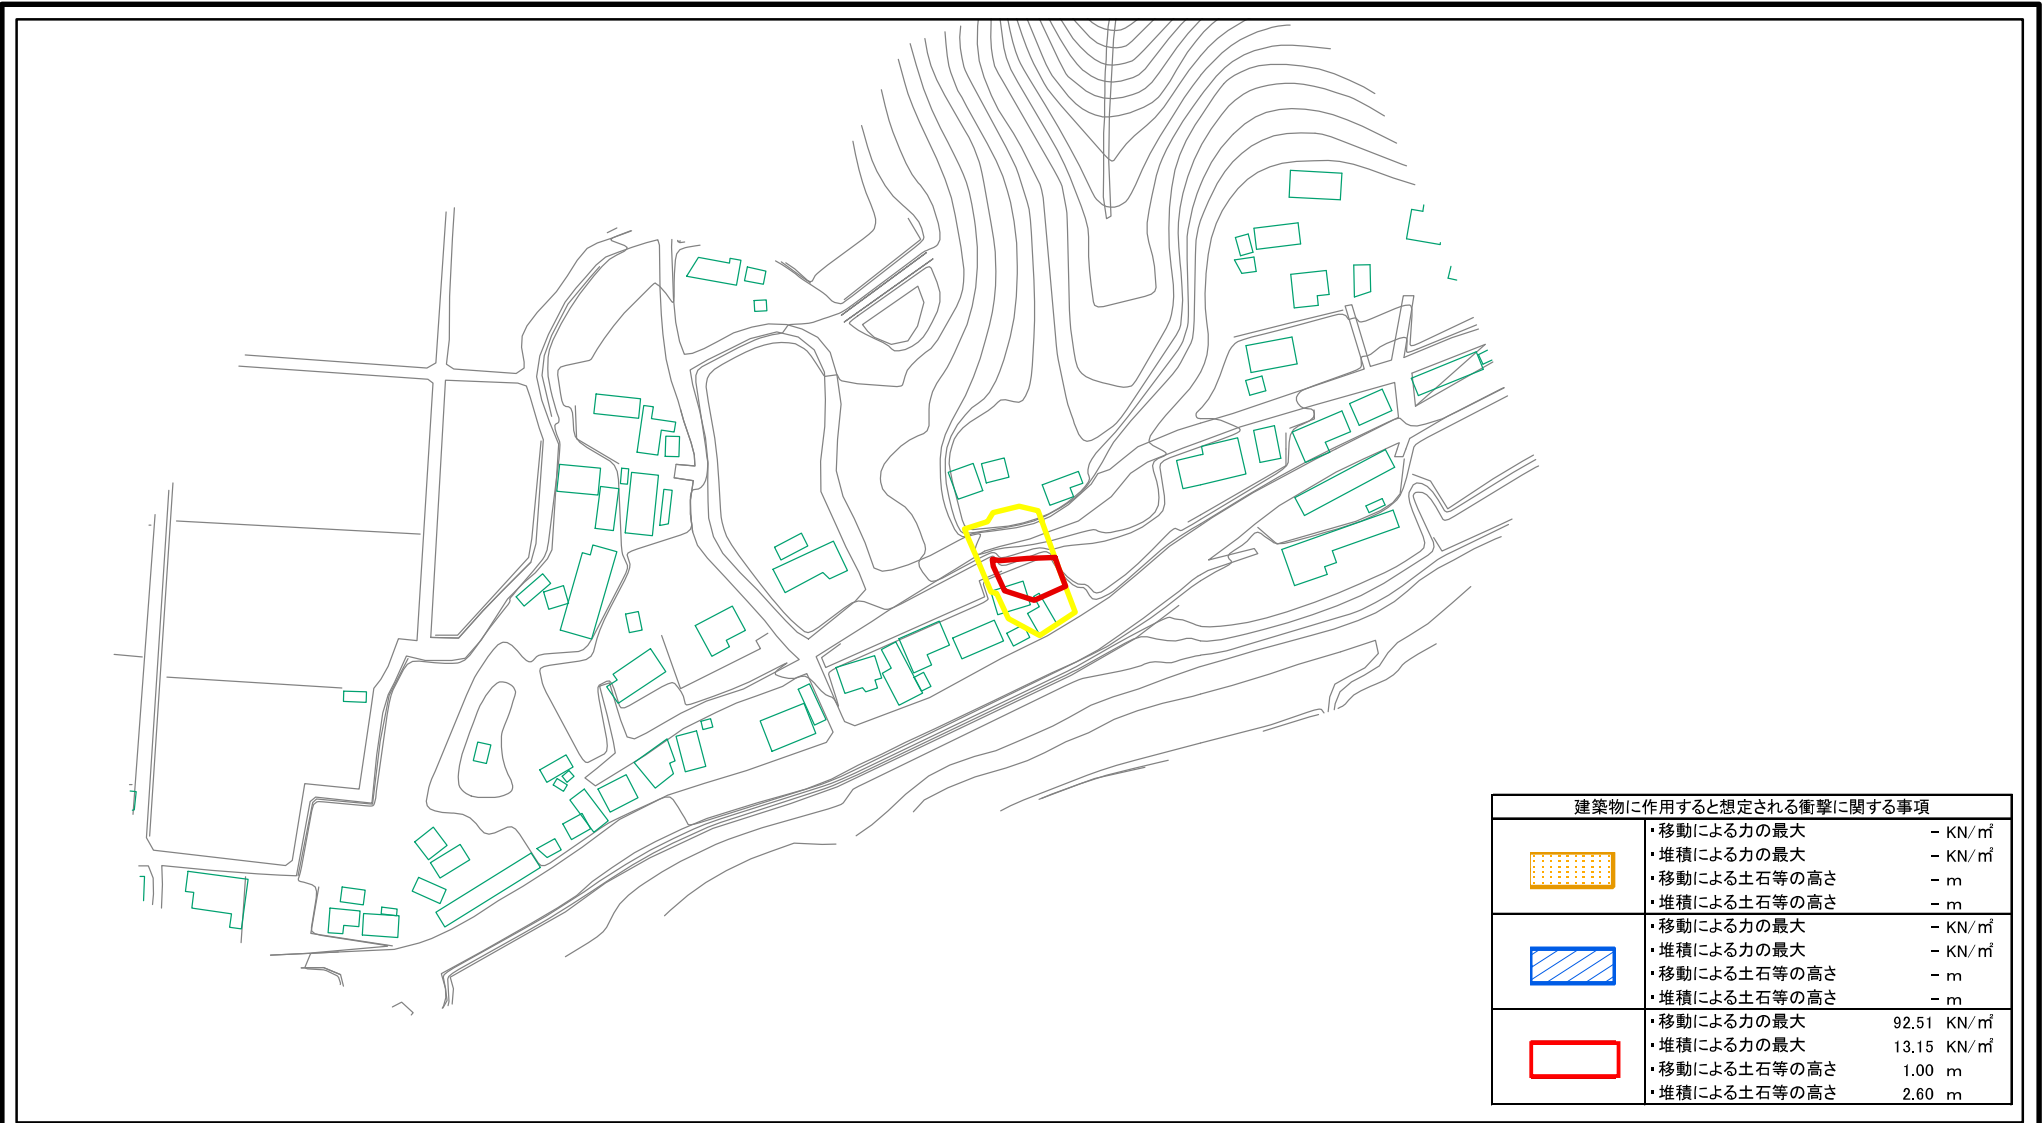 建築物に作用すると想定される衝撃に関する事項
・移動による力の最大 - KN/㎡
・堆積による力の最大 - KN/㎡
・移動による土石等の高さ - m
・堆積による土石等の高さ - m
・移動による力の最大 - KN/㎡
・堆積による力の最大 - KN/㎡
・移動による土石等の高さ - m
・堆積による土石等の高さ - m
・移動による力の最大 92.51 KN/㎡
・堆積による力の最大 13.15 KN/㎡
・移動による土石等の高さ 1.00 m
・堆積による土石等の高さ 2.60 m